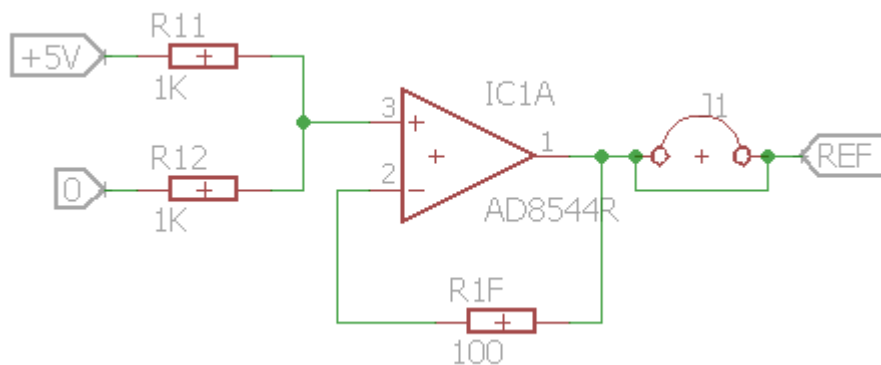 R11
+5V
1K
IC1A
J1
3
+
R12
1
0
2
-
REF
1K
AD8544R
R1F
100